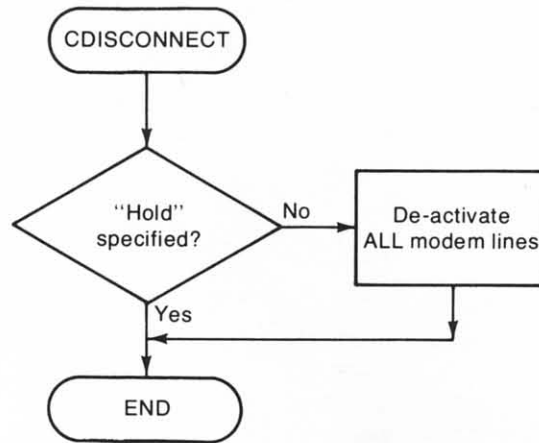 CDISCONNECT
"Hold"
specified?
No
De-activate
ALL modem lines
Yes
END